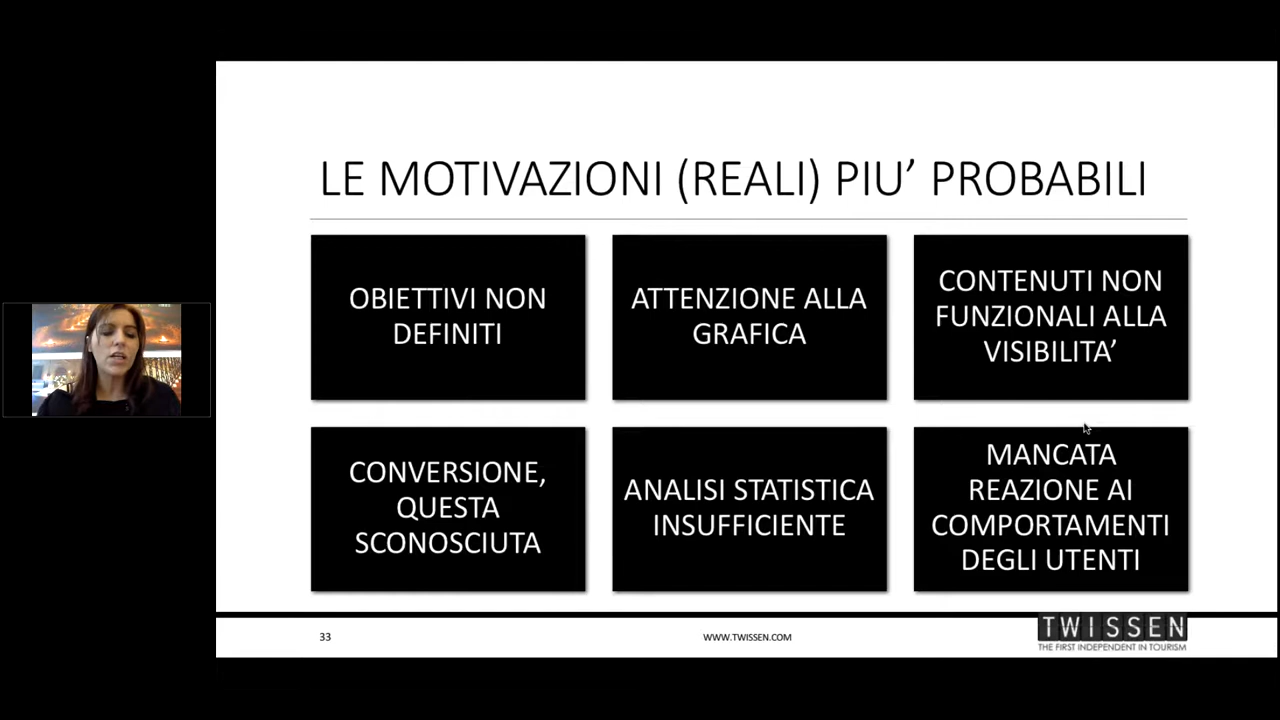 LE MOTIVAZIONI (REALI) PIU’ PROBABILI
OBIETTIVI NON
DEFINITI
ATTENZIONE ALLA
GRAFICA
CONTENUTI NON
FUNZIONALI ALLA
VISIBILITA’
CONVERSIONE,
QUESTA
SCONOSCIUTA
ANALISI STATISTICA
INSUFFICIENTE
MANCATA
REAZIONE AI
COMPORTAMENTI
DEGLI UTENTI
33
WWW.TWISSEN.COM
TWISSEN
THE FIRST INDEPENDENT IN TOURISM